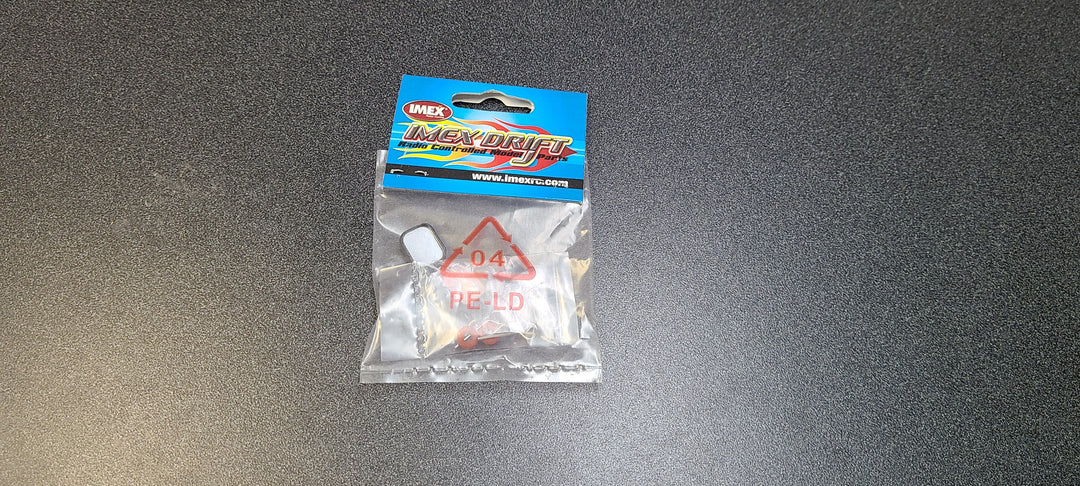 IMEX
IMEX DRIFT
Radio Controlled Model Parts
www.imexrc.com
04
PE-LD